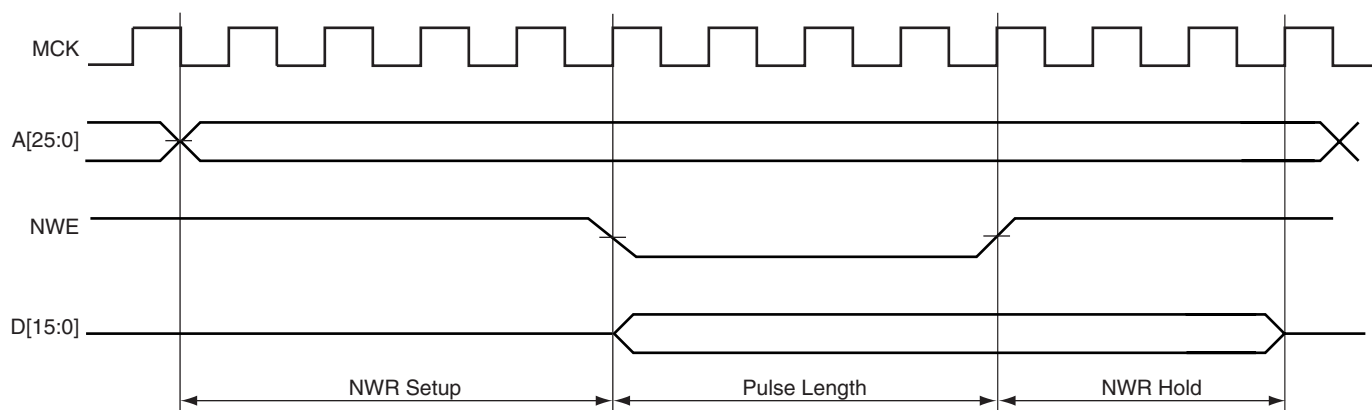 MCK
A[25:0]
NWE
D[15:0]
NWR Setup
Pulse Length
NWR Hold